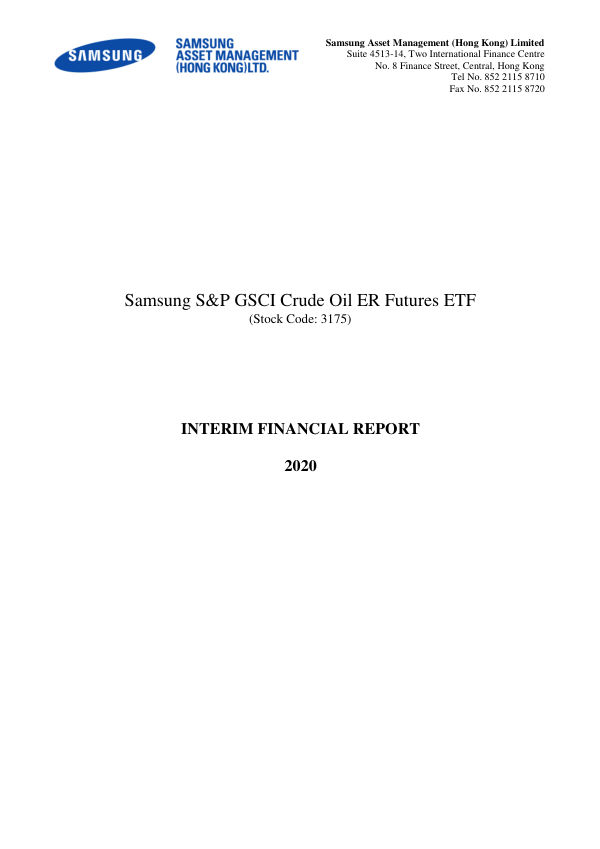 SAMSUNG
SAMSUNG
ASSET MANAGEMENT
(HONG KONG)LTD.
Samsung Asset Management (Hong Kong) Limited
Suite 4513-14, Two International Finance Centre
No. 8 Finance Street, Central, Hong Kong
Tel No. 852 2115 8710
Fax No. 852 2115 8720
Samsung S&P GSCI Crude Oil ER Futures ETF
(Stock Code: 3175)
INTERIM FINANCIAL REPORT
2020